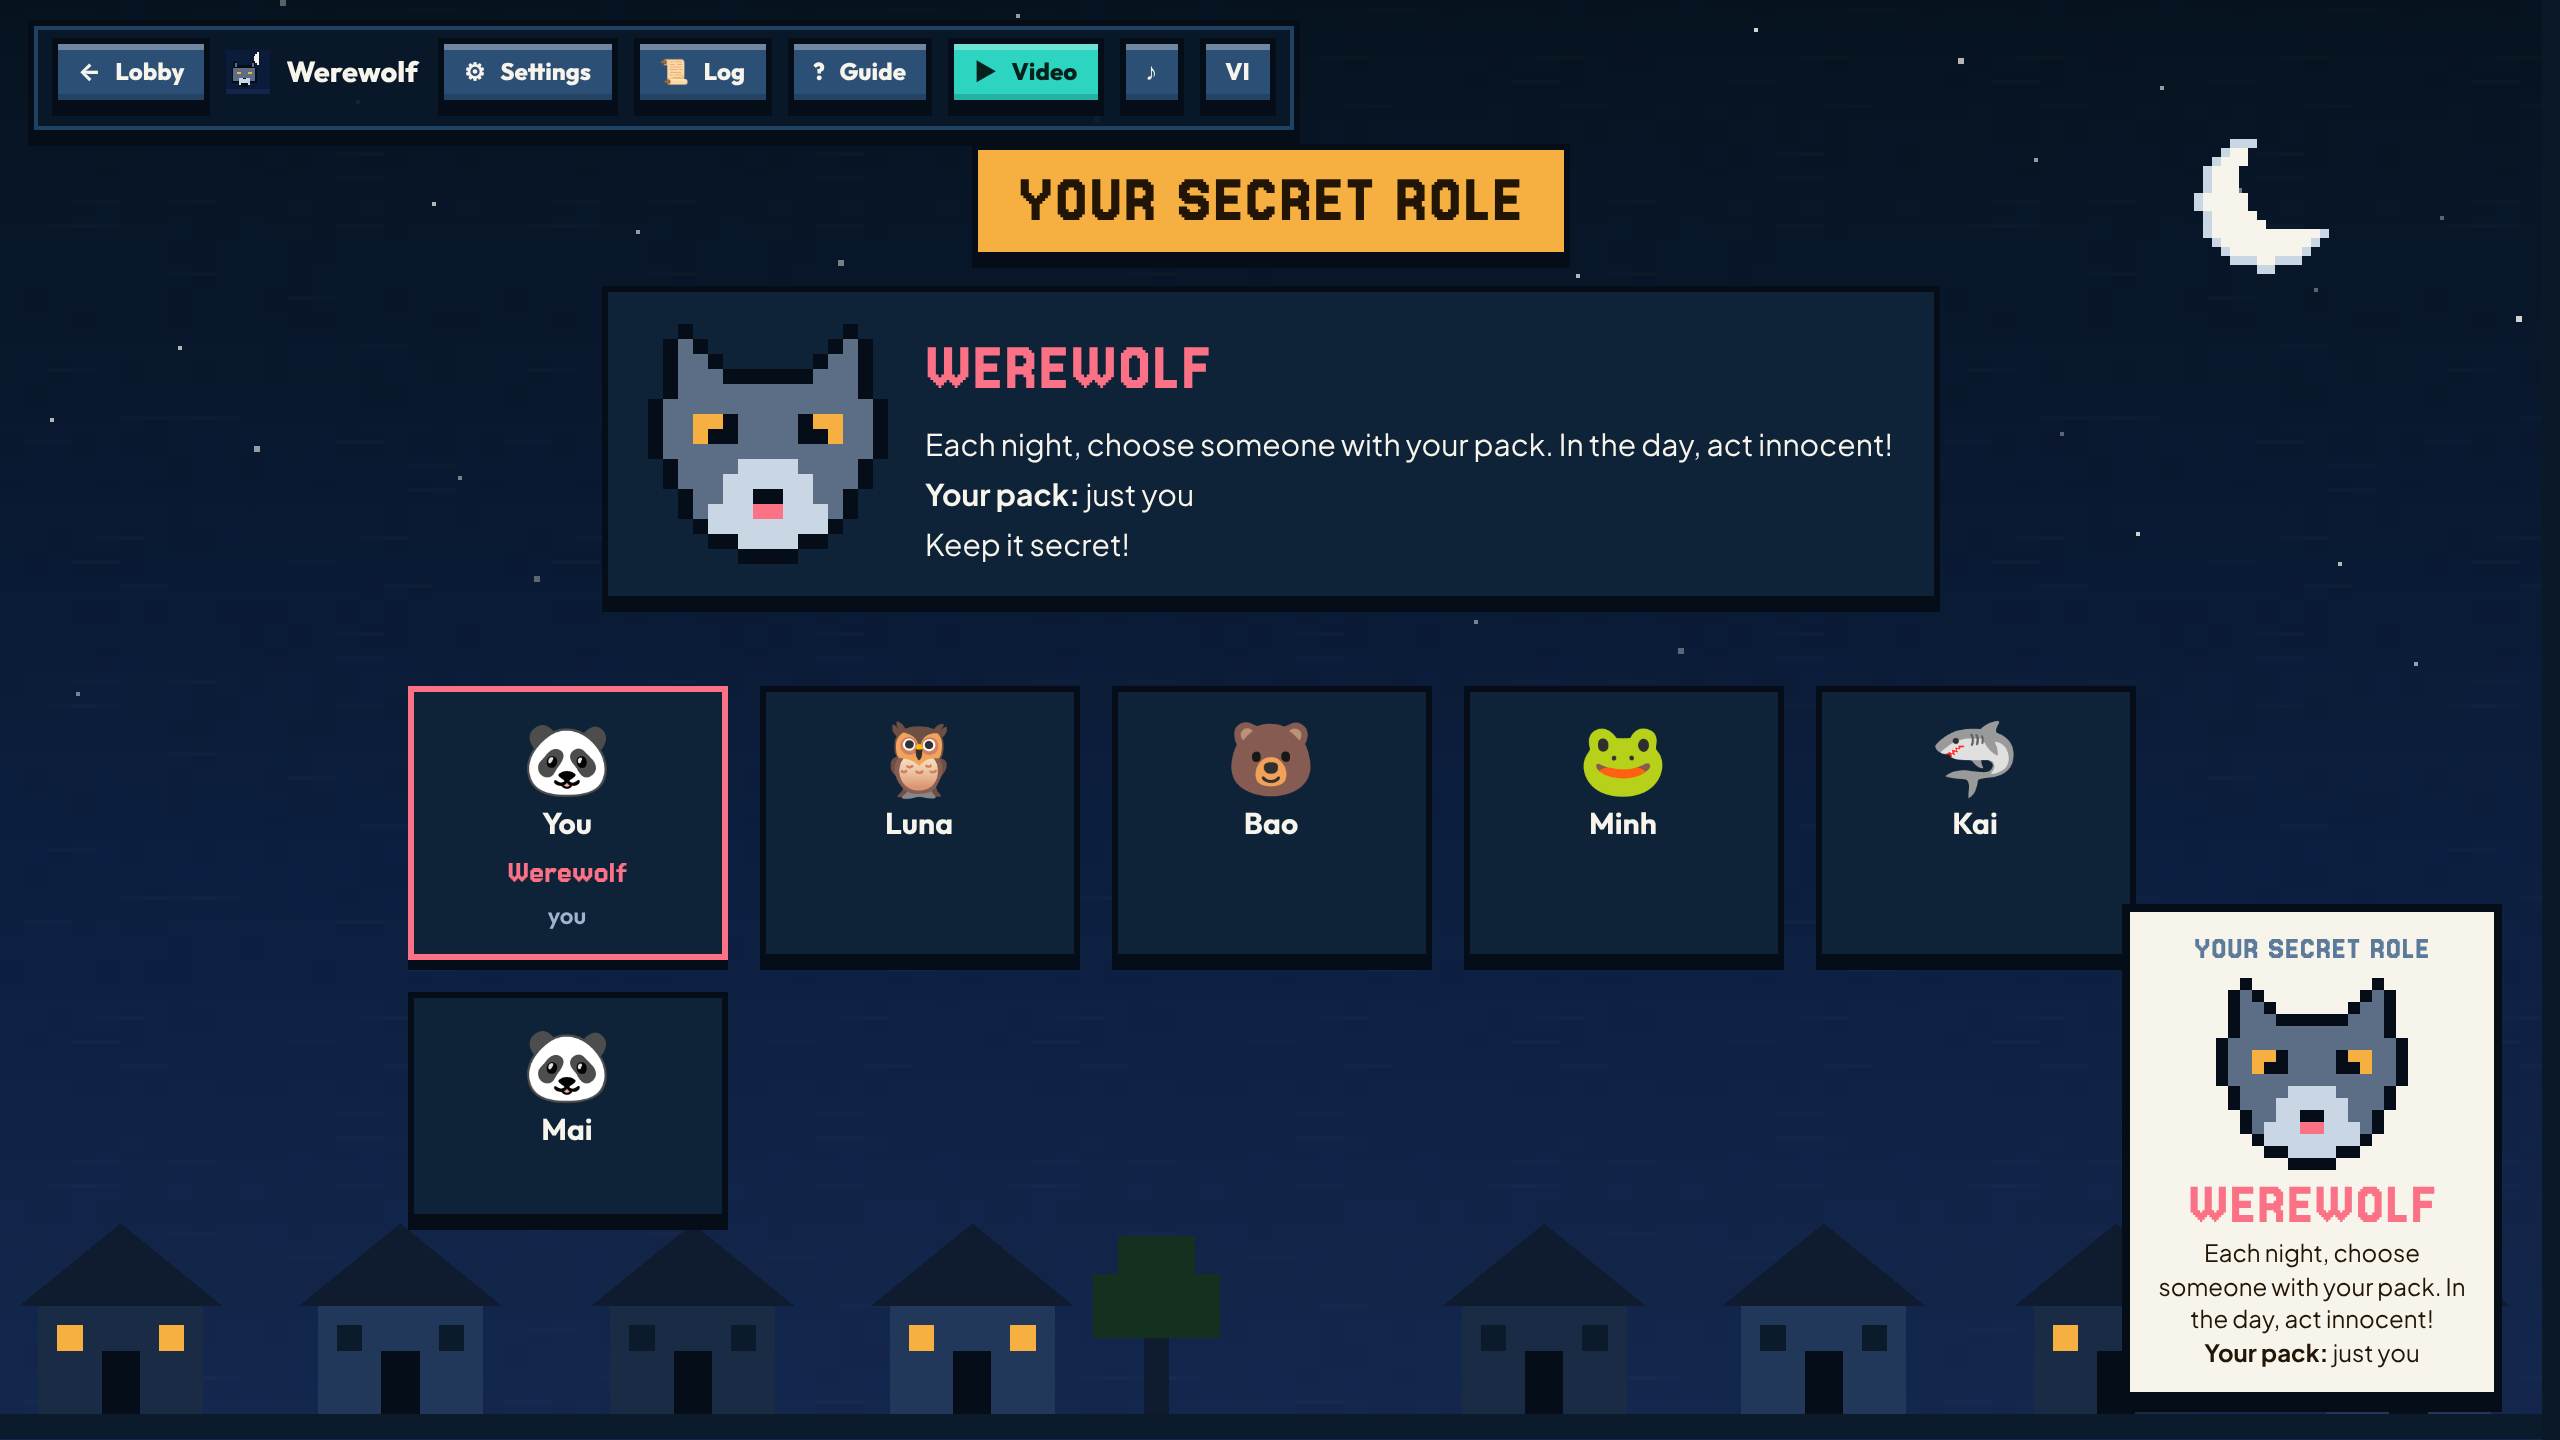 ← Lobby
Werewolf
⚙ Settings
📜 Log
? Guide
▶ Video
♪
VI
YOUR SECRET ROLE
WEREWOLF
Each night, choose someone with your pack. In the day, act innocent!
Your pack: just you
Keep it secret!
You
Werewolf
you
Luna
Bao
Minh
Kai
Mai
YOUR SECRET ROLE
WEREWOLF
Each night, choose
someone with your pack. In
the day, act innocent!
Your pack: just you